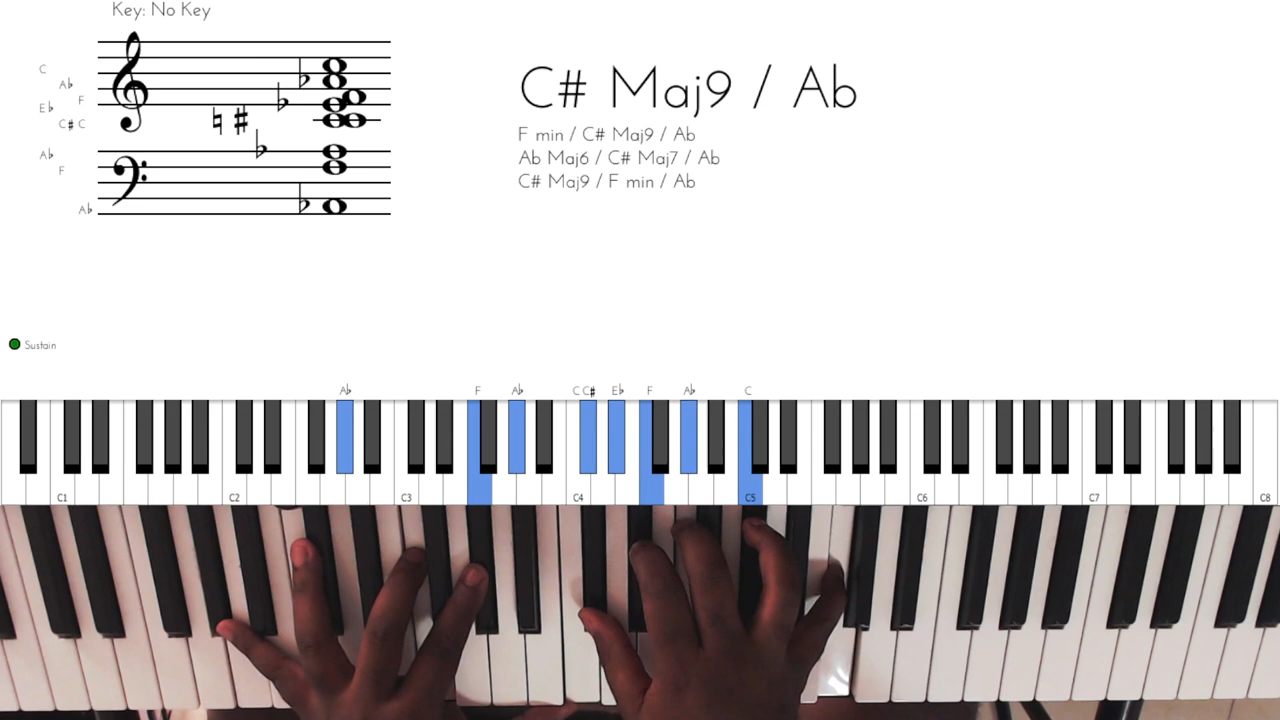 Key: No Key
C
Ab
F
Eb
C# C
Ab
F
Ab
C# Maj9 / Ab
F min / C# Maj9 / Ab
Ab Maj6 / C# Maj7 / Ab
C# Maj9 / F min / Ab
Sustain
Ab F Ab C C# Eb F Ab C
C1 C2 C3 C4 C5 C6 C7 C8